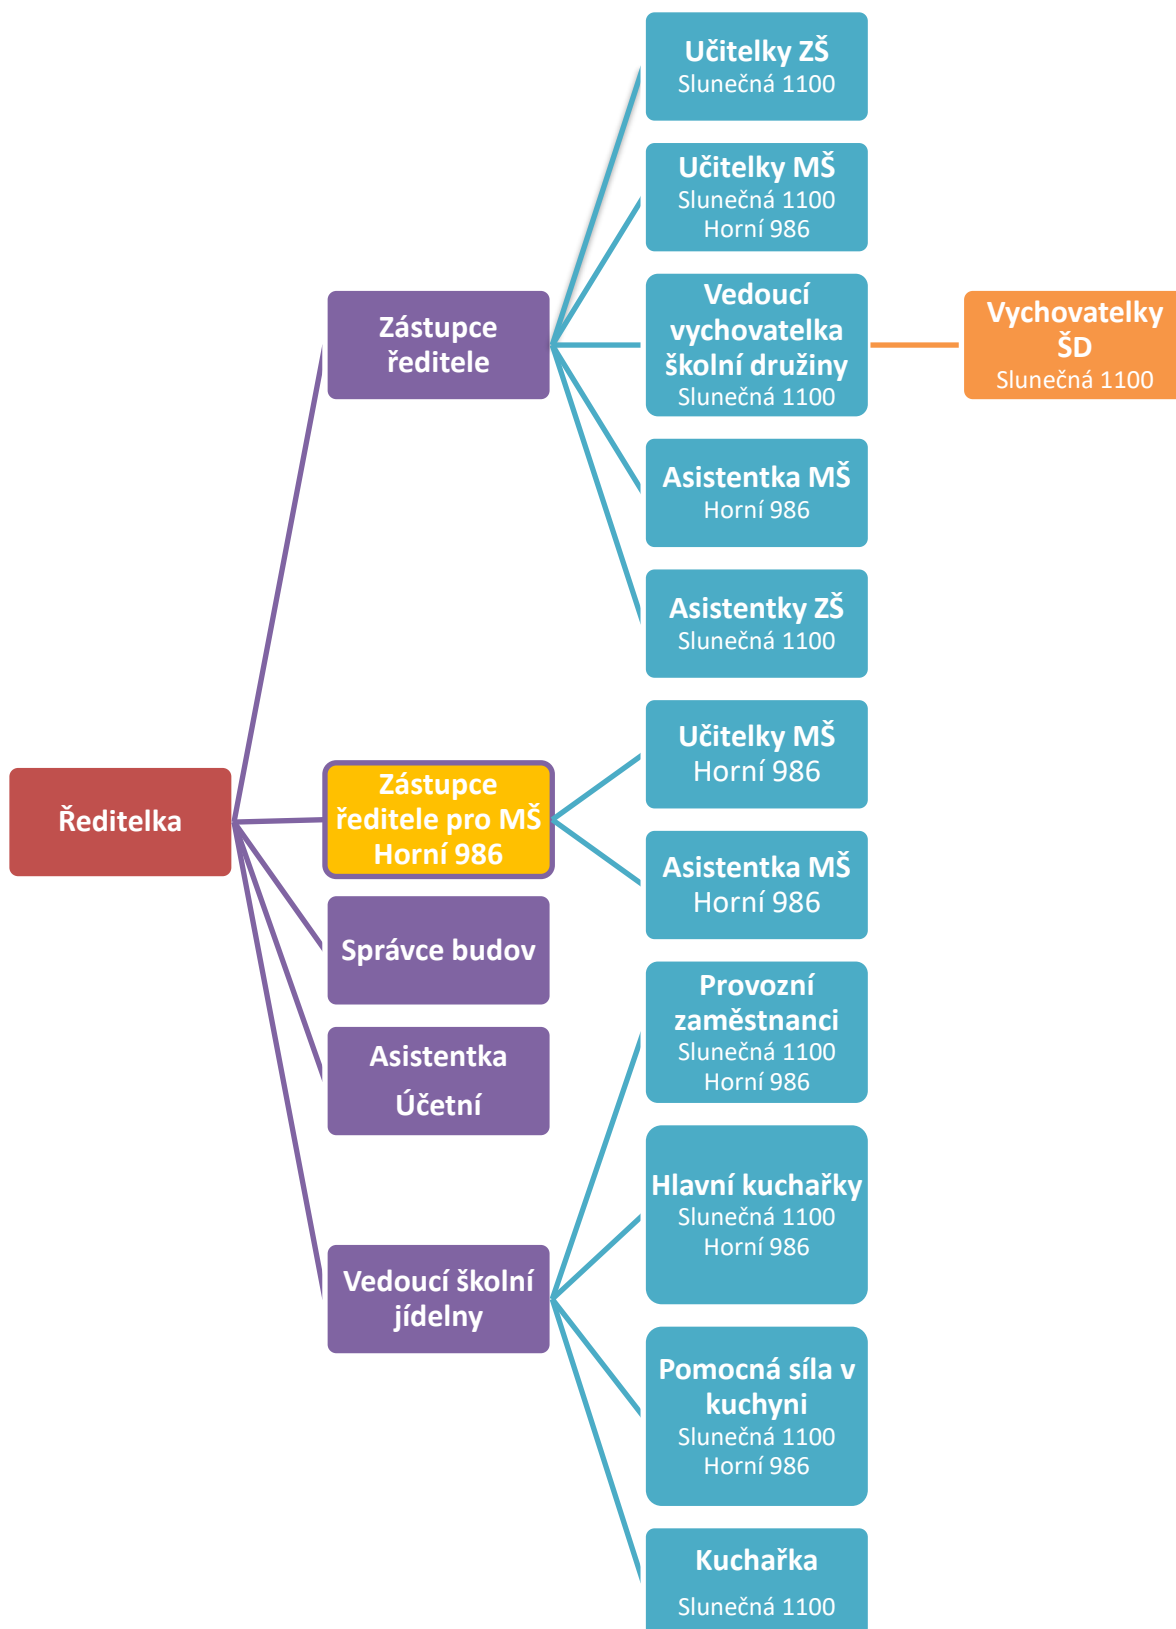 Učitelky ZŠ
Slunečná 1100
Učitelky MŠ
Slunečná 1100
Horní 986
Zástupce
ředitele
Vedoucí
vychovatelka
školní družiny
Slunečná 1100
Vychovatelky
ŠD
Slunečná 1100
Asistentka MŠ
Horní 986
Asistentky ZŠ
Slunečná 1100
Ředitelka
Zástupce
ředitele pro MŠ
Horní 986
Učitelky MŠ
Horní 986
Asistentka MŠ
Horní 986
Správce budov
Asistentka
Účetní
Vedoucí školní
jídelny
Provozní
zaměstnanci
Slunečná 1100
Horní 986
Hlavní kuchařky
Slunečná 1100
Horní 986
Pomocná síla v
kuchyni
Slunečná 1100
Horní 986
Kuchařka
Slunečná 1100